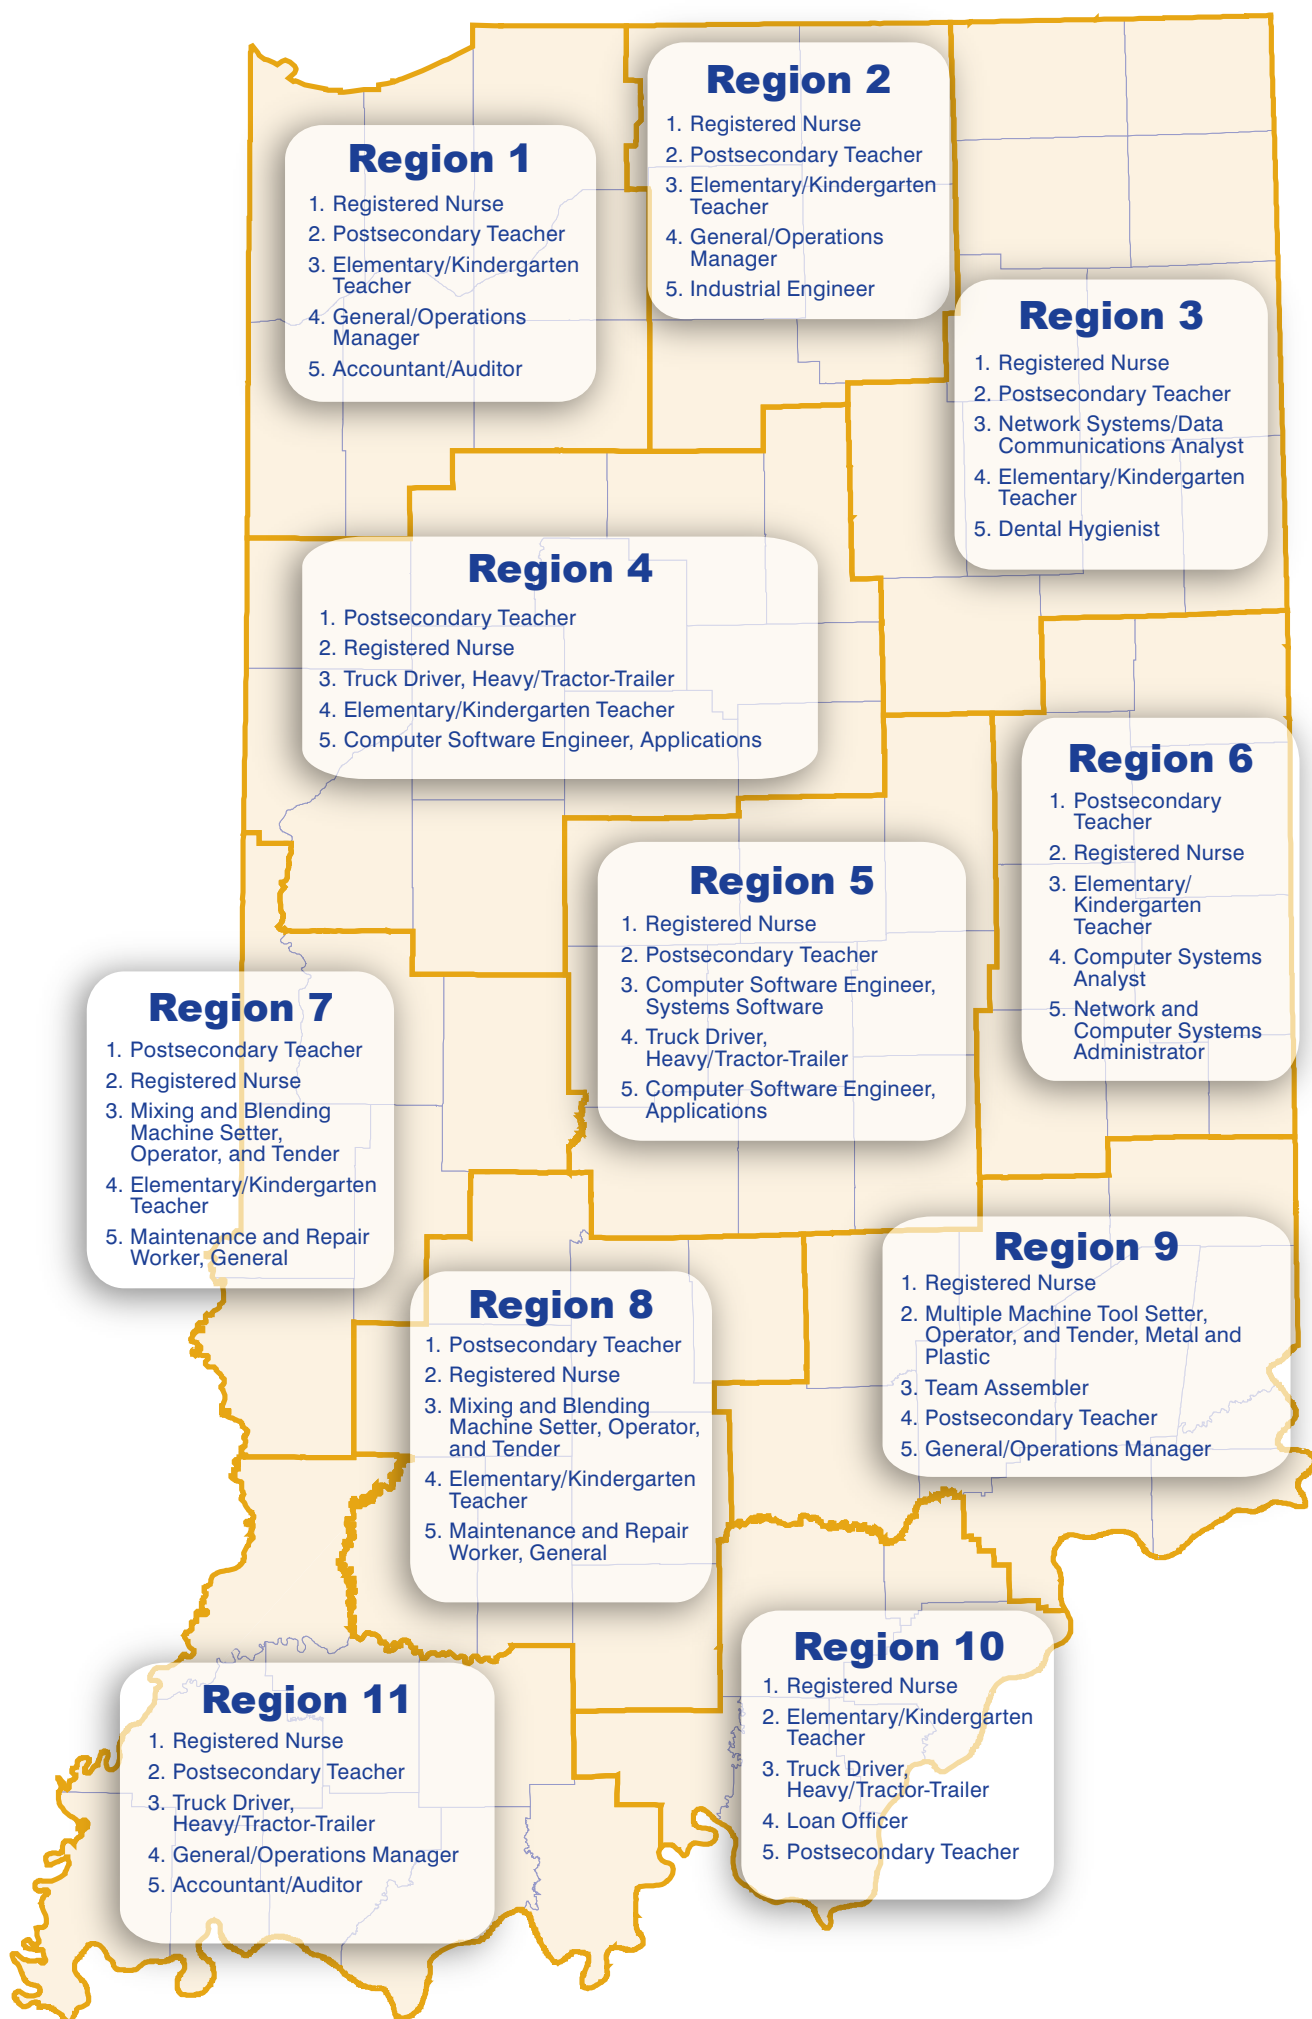 Region 1
1. Registered Nurse
2. Postsecondary Teacher
3. Elementary/Kindergarten
Teacher
4. General/Operations
Manager
5. Accountant/Auditor
Region 2
1. Registered Nurse
2. Postsecondary Teacher
3. Elementary/Kindergarten
Teacher
4. General/Operations
Manager
5. Industrial Engineer
Region 3
1. Registered Nurse
2. Postsecondary Teacher
3. Network Systems/Data
Communications Analyst
4. Elementary/Kindergarten
Teacher
5. Dental Hygienist
Region 4
1. Postsecondary Teacher
2. Registered Nurse
3. Truck Driver, Heavy/Tractor-Trailer
4. Elementary/Kindergarten Teacher
5. Computer Software Engineer, Applications
Region 5
1. Registered Nurse
2. Postsecondary Teacher
3. Computer Software Engineer,
Systems Software
4. Truck Driver,
Heavy/Tractor-Trailer
5. Computer Software Engineer,
Applications
Region 6
1. Postsecondary
Teacher
2. Registered Nurse
3. Elementary/
Kindergarten
Teacher
4. Computer Systems
Analyst
5. Network and
Computer Systems
Administrator
Region 7
1. Postsecondary Teacher
2. Registered Nurse
3. Mixing and Blending
Machine Setter,
Operator, and Tender
4. Elementary/Kindergarten
Teacher
5. Maintenance and Repair
Worker, General
Region 8
1. Postsecondary Teacher
2. Registered Nurse
3. Mixing and Blending
Machine Setter, Operator,
and Tender
4. Elementary/Kindergarten
Teacher
5. Maintenance and Repair
Worker, General
Region 9
1. Registered Nurse
2. Multiple Machine Tool Setter,
Operator, and Tender, Metal and
Plastic
3. Team Assembler
4. Postsecondary Teacher
5. General/Operations Manager
Region 10
1. Registered Nurse
2. Elementary/Kindergarten
Teacher
3. Truck Driver,
Heavy/Tractor-Trailer
4. Loan Officer
5. Postsecondary Teacher
Region 11
1. Registered Nurse
2. Postsecondary Teacher
3. Truck Driver,
Heavy/Tractor-Trailer
4. General/Operations Manager
5. Accountant/Auditor